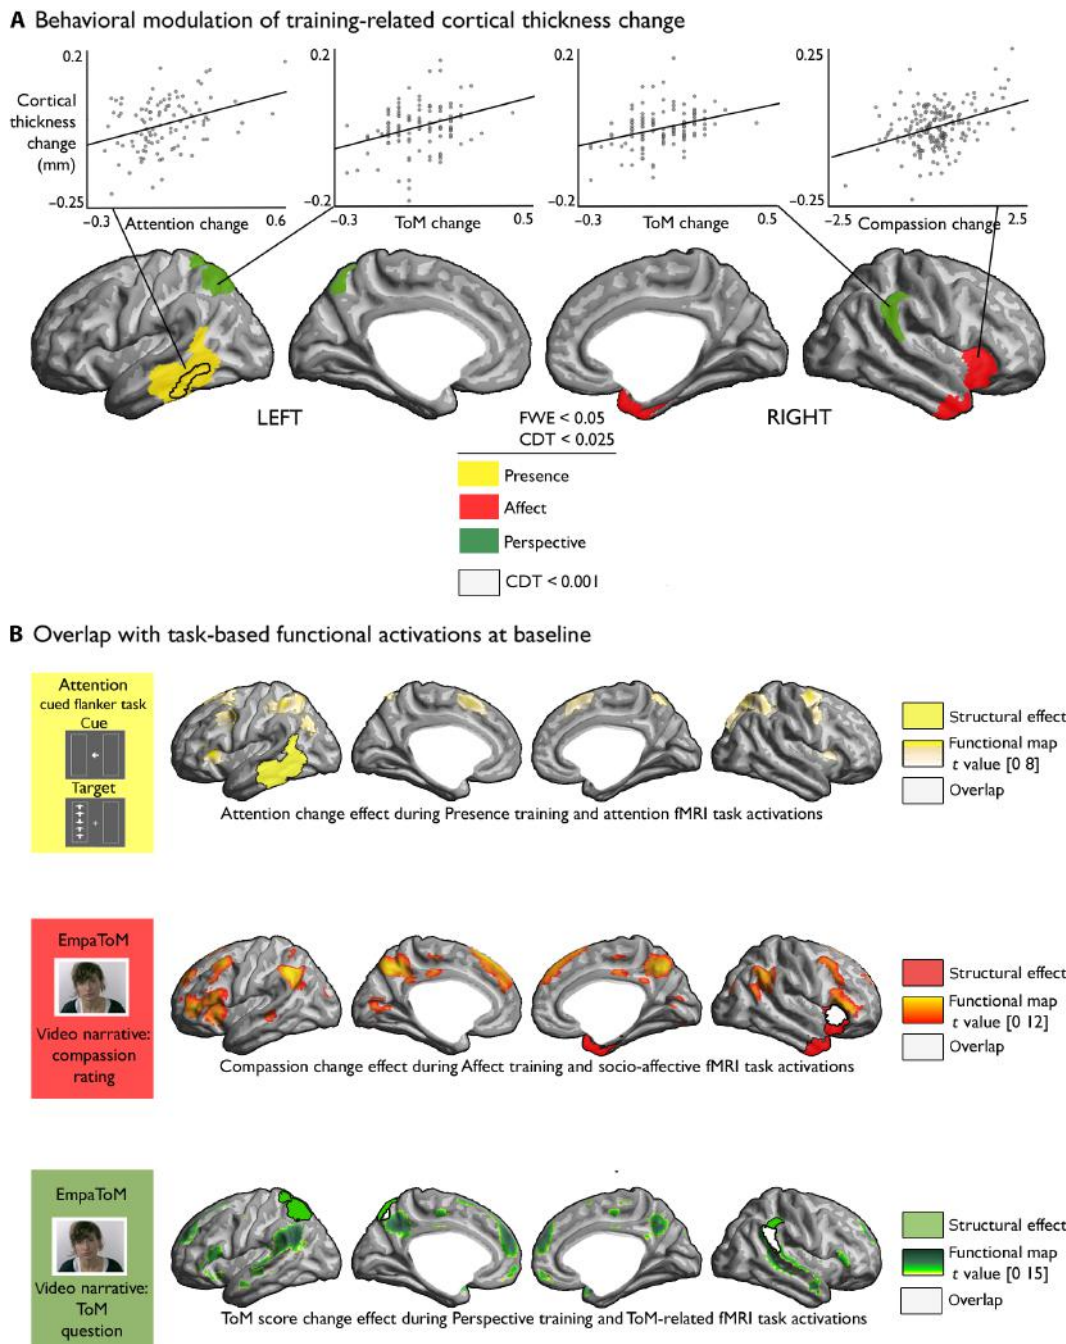 A Behavioral modulation of training-related cortical thickness change
0.2
0.2
0.2
0.25
Cortical
thickness
change
(mm)
−0.25
−0.2
−0.2
0.25
−0.3
Attention change
0.6
−0.3
ToM change
0.5
−0.3
ToM change
0.5
−2.5
Compassion change
2.5
LEFT
FWE < 0.05
CDT < 0.025
RIGHT
Presence
Affect
Perspective
CDT < 0.001
B Overlap with task-based functional activations at baseline
Attention
cued flanker task
Cue
Target
Structural effect
Functional map
t value [0 8]
Overlap
Attention change effect during Presence training and attention fMRI task activations
EmpaToM
Video narrative:
compassion
rating
Structural effect
Functional map
t value [0 12]
Overlap
Compassion change effect during Affect training and socio-affective fMRI task activations
EmpaToM
Video narrative:
ToM
question
Structural effect
Functional map
t value [0 15]
Overlap
ToM score change effect during Perspective training and ToM-related fMRI task activations